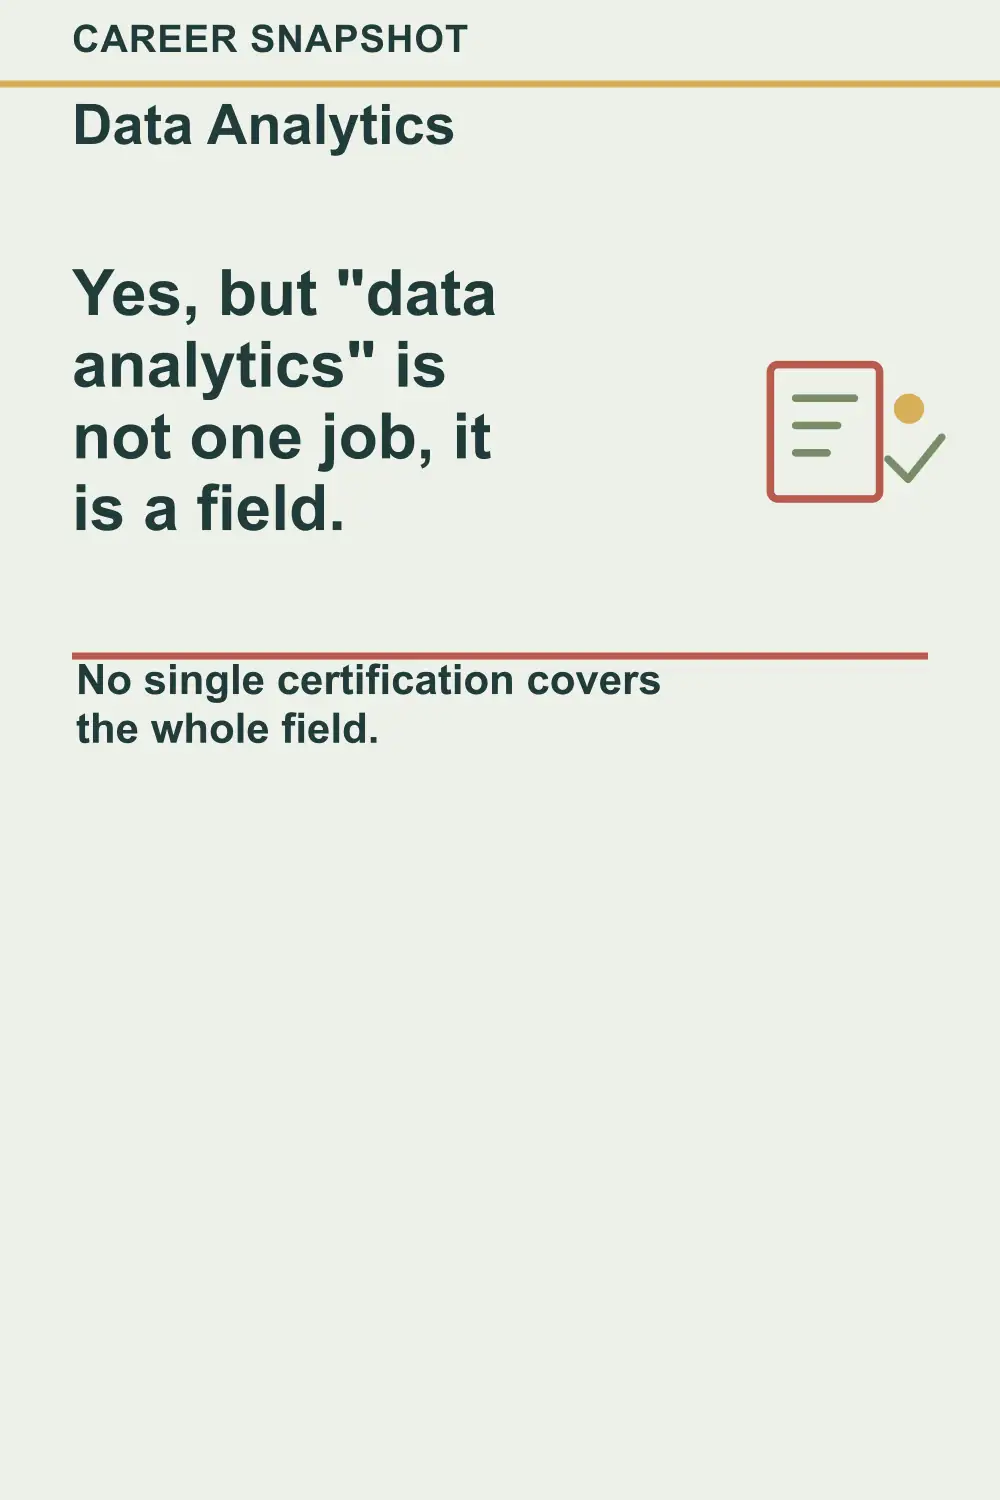 CAREER SNAPSHOT
Data Analytics
Yes, but "data
analytics" is
not one job, it
is a field.
No single certification covers
the whole field.